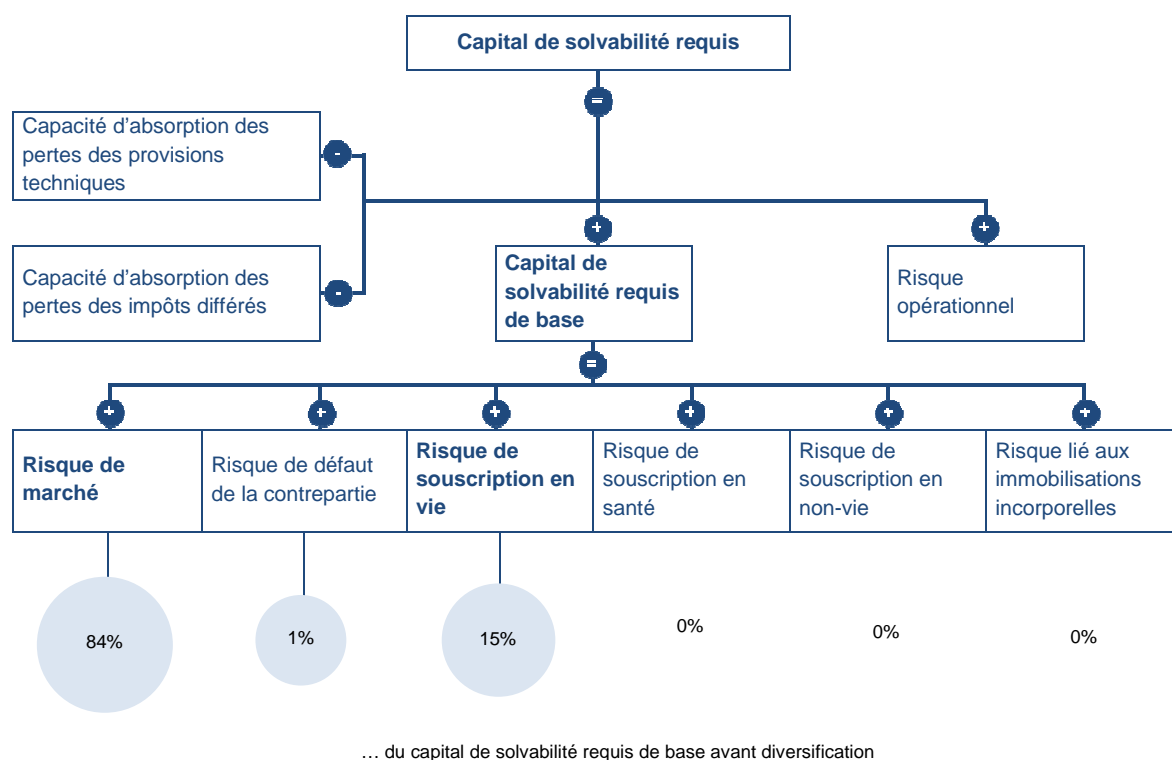 Capital de solvabilité requis
=
Capacité d'absorption des
pertes des provisions
techniques
-
Capacité d'absorption des
pertes des impôts différés
-
+
Capital de
solvabilité requis
de base
+
Risque
opérationnel
=
+
+
+
+
+
+
Risque de
marché
Risque de défaut
de la contrepartie
Risque de
souscription en
vie
Risque de
souscription en
santé
Risque de
souscription en
non-vie
Risque lié aux
immobilisations
incorporelles
84%
1%
15%
0%
0%
0%
… du capital de solvabilité requis de base avant diversification